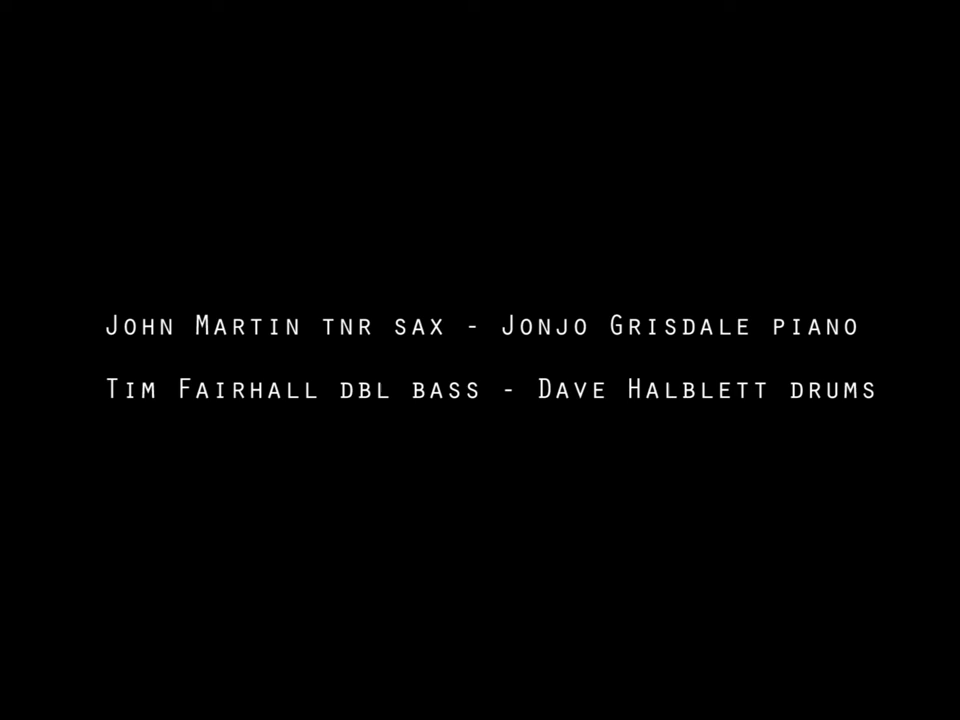 John Martin tnr sax - Jonjo Grisdale piano
Tim Fairhall dbl bass - Dave Halblett drums